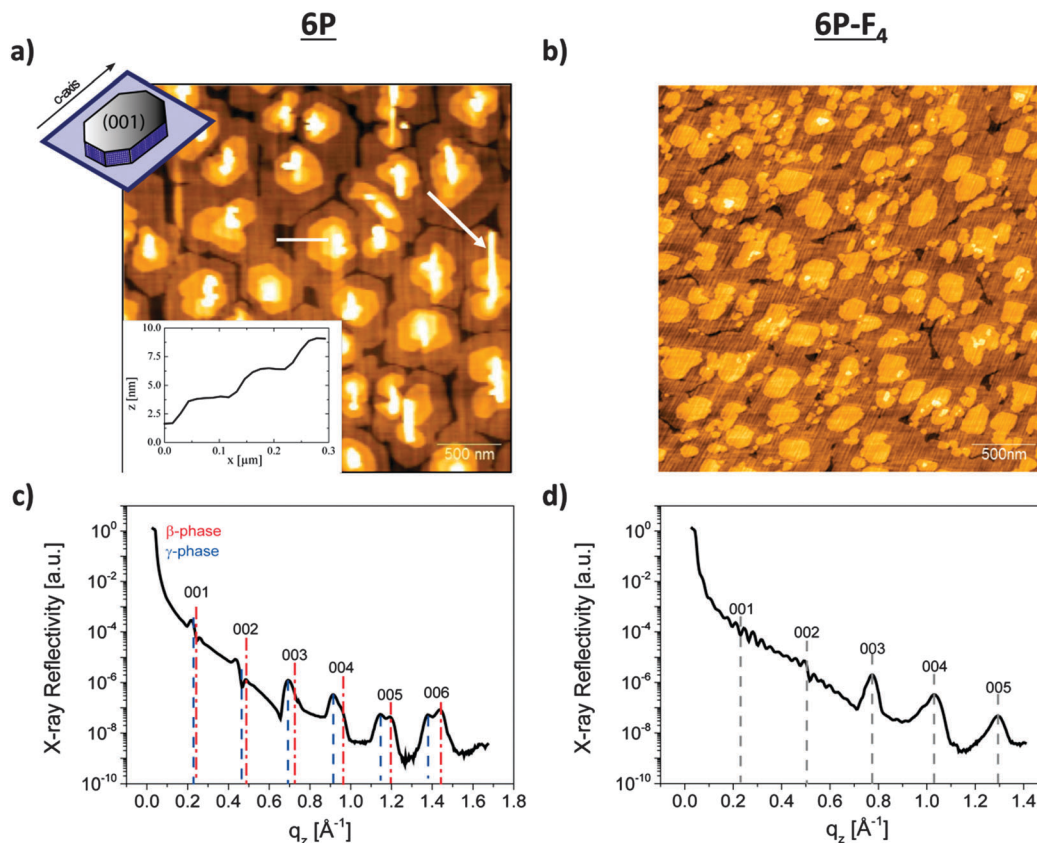 6P
6P-F₄
a)
b)
c-axis
(001)
10.0
7.5
5.0
2.5
0.0
z [nm]
0.0 0.1 0.2 0.3
x [μm]
500 nm
500nm
c)
d)
β-phase
γ-phase
001
002
003
004
005
006
10⁰
10⁻²
10⁻⁴
10⁻⁶
10⁻⁸
10⁻¹⁰
X-ray Reflectivity [a.u.]
0.0 0.2 0.4 0.6 0.8 1.0 1.2 1.4 1.6 1.8
q_z [Å⁻¹]
001
002
003
004
005
10⁰
10⁻²
10⁻⁴
10⁻⁶
10⁻⁸
10⁻¹⁰
X-ray Reflectivity [a.u.]
0.0 0.2 0.4 0.6 0.8 1.0 1.2 1.4
q_z [Å⁻¹]